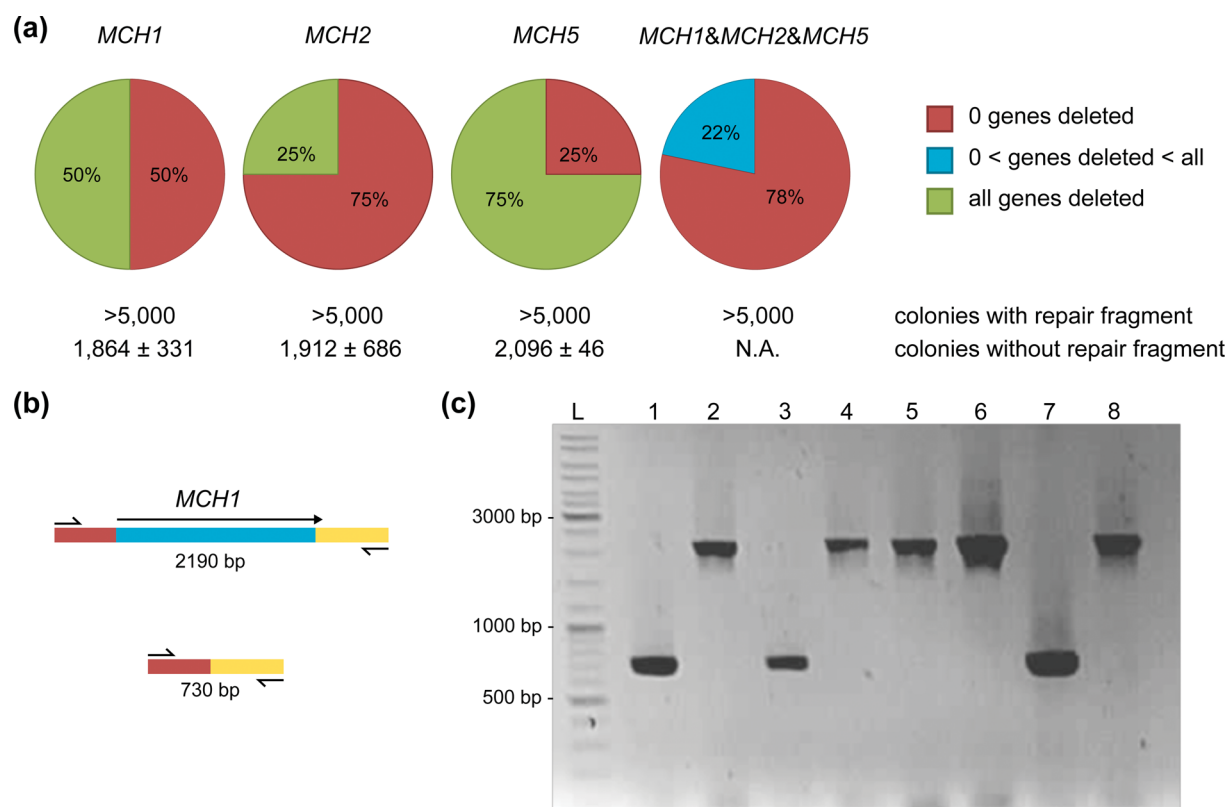 (a)
MCH1 MCH2 MCH5 MCH1&MCH2&MCH5
50% 50% 25% 75% 75% 25% 22% 78%
0 genes deleted
0 < genes deleted < all
all genes deleted
>5,000 >5,000 >5,000 >5,000 colonies with repair fragment
1,864 ± 331 1,912 ± 686 2,096 ± 46 N.A. colonies without repair fragment
(b)
MCH1
2190 bp
730 bp
(c)
L 1 2 3 4 5 6 7 8
3000 bp -
1000 bp -
500 bp -